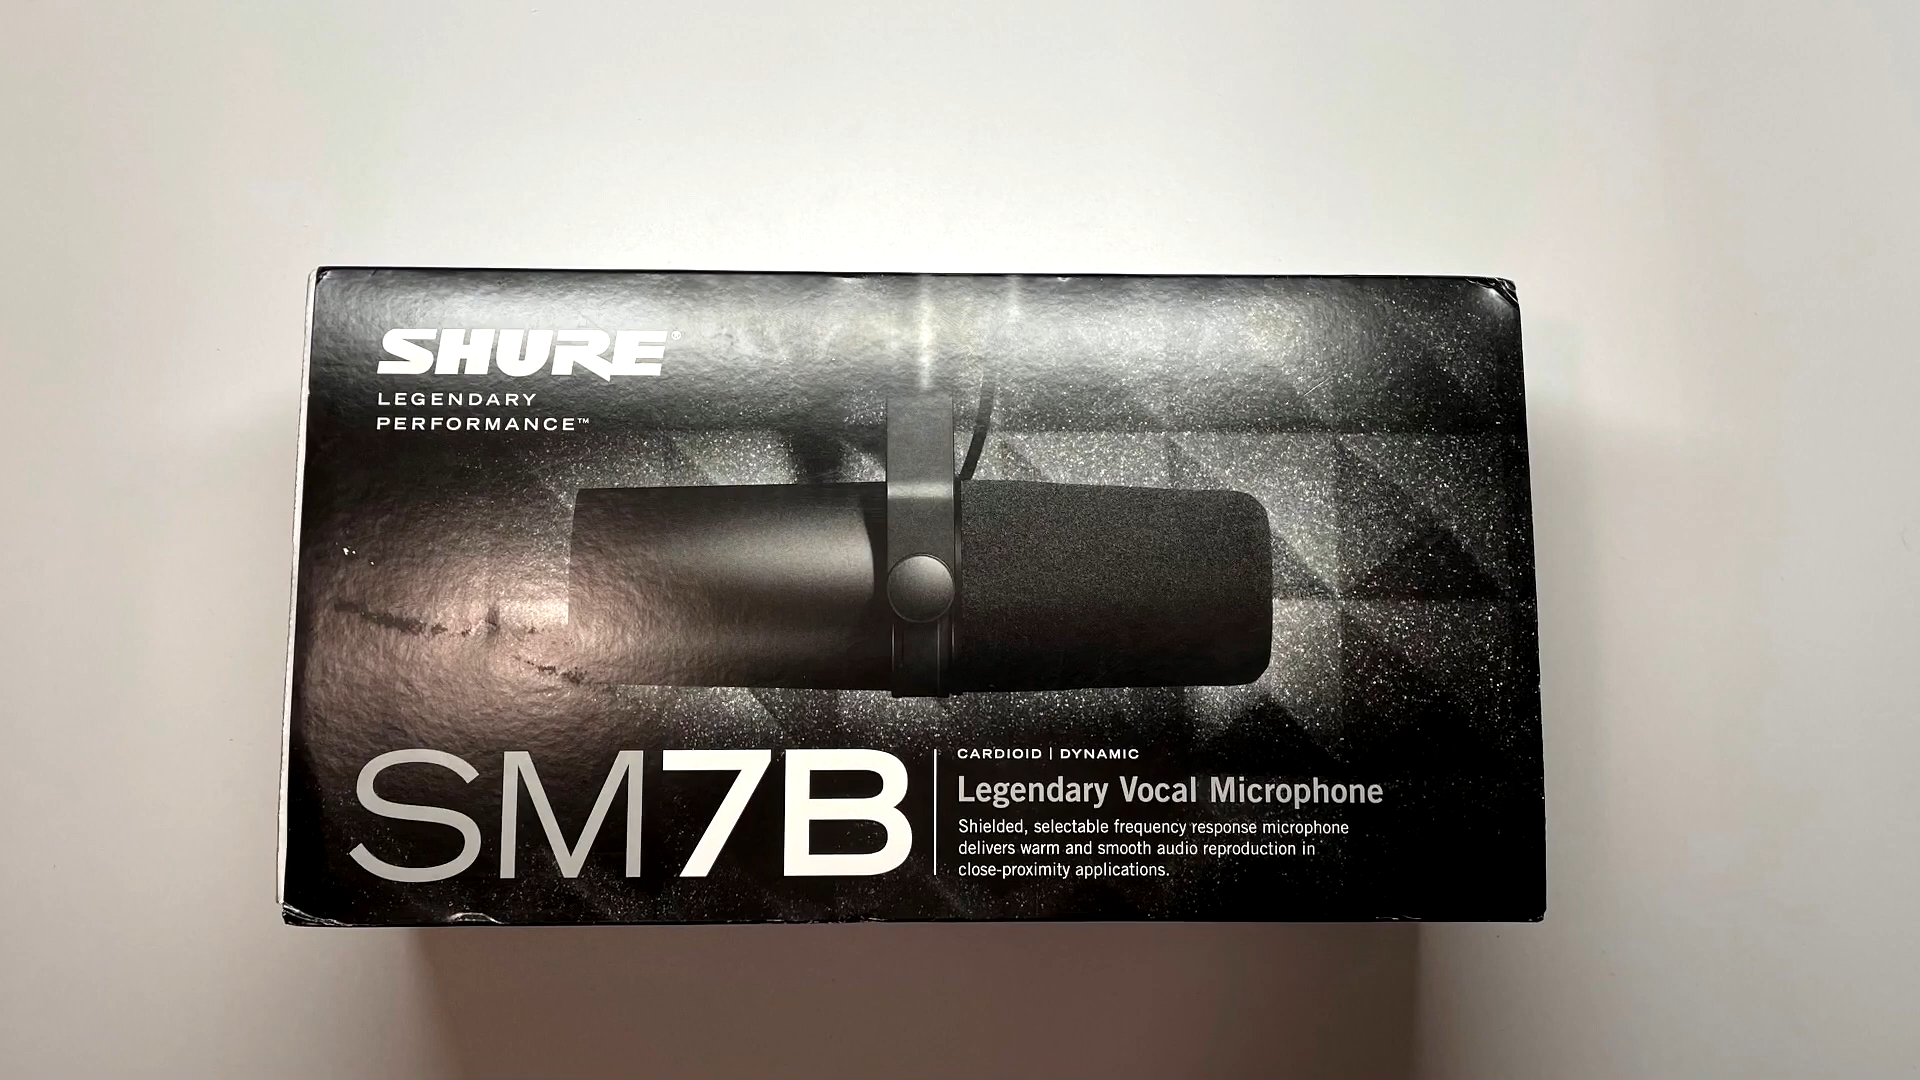 SHURE®
LEGENDARY
PERFORMANCE™
SM7B
CARDIOID | DYNAMIC
Legendary Vocal Microphone
Shielded, selectable frequency response microphone
delivers warm and smooth audio reproduction in
close-proximity applications.